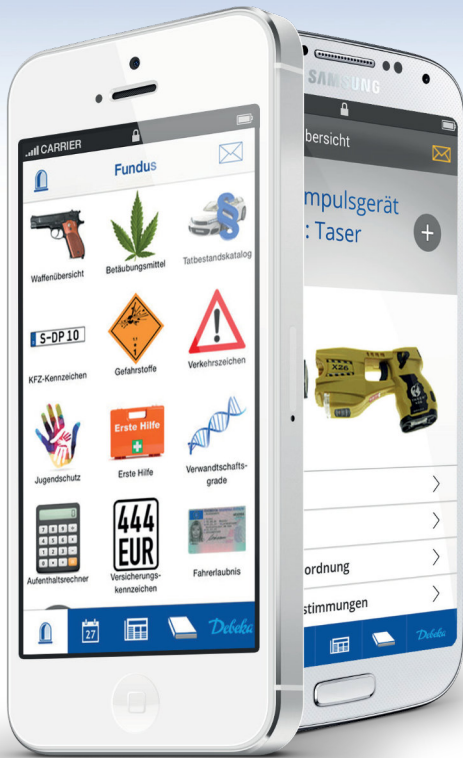 SAMSUNG
CARRIER
Fundus
Waffenübersicht
Betäubungsmittel
Tatbestandskatalog
S-DP 10
KFZ-Kennzeichen
Gefahrstoffe
Verkehrszeichen
Erste Hilfe
Jugendschutz
Erste Hilfe
Verwandtschafts-
grade
444
EUR
Aufenthaltsrechner
Versicherungs-
kennzeichen
Fahrerlaubnis
27
Debeka
bersicht
mpulsgerät
: Taser
X26
ordnung
stimmungen
Debeka